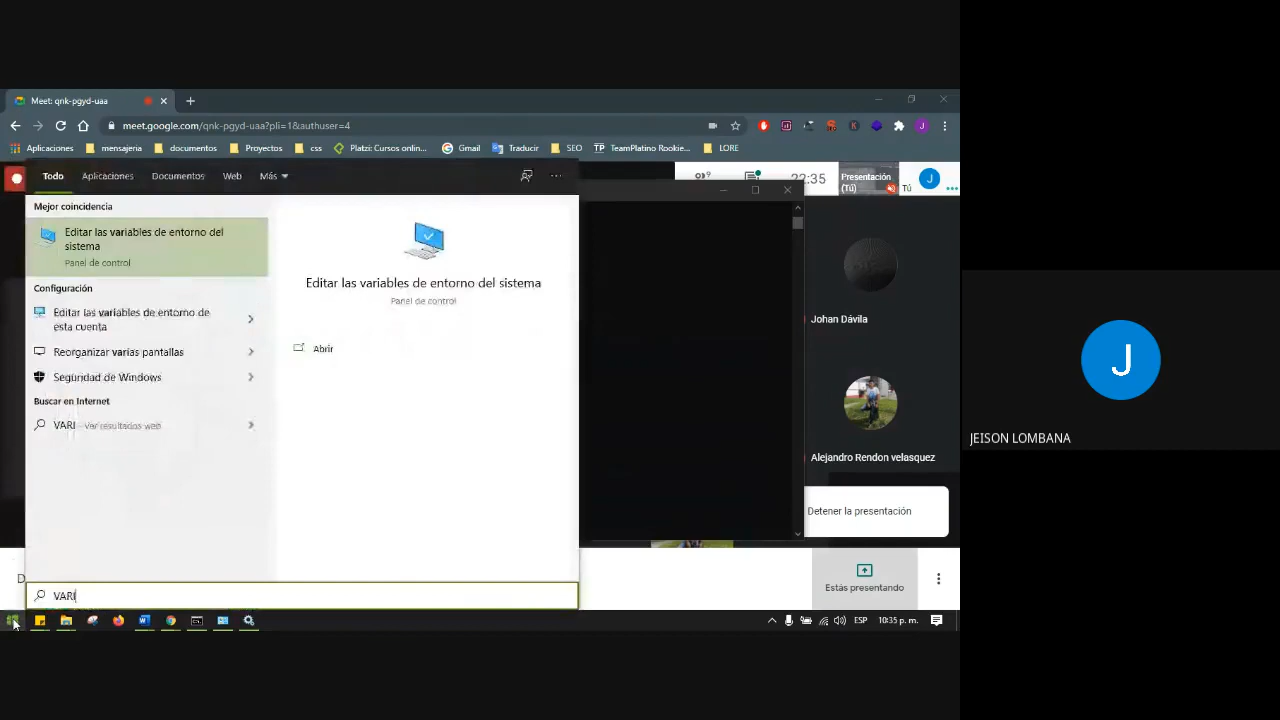 Meet: qnk-pgyd-uaa
meet.google.com/qnk-pgyd-uaa?pli=1&authuser=4
Aplicaciones mensajeria documentos Proyectos css Platzi: Cursos onlin... Gmail Traducir SEO TeamPlatino Rookie... LORE
Todo Aplicaciones Documentos Web Más
22:35
Presentación
(Tú)
Tú
Mejor coincidencia
Editar las variables de entorno del
sistema
Panel de control
Configuración
Editar las variables de entorno de
esta cuenta
Reorganizar varias pantallas
Seguridad de Windows
Buscar en Internet
VARI - Ver resultados web
Editar las variables de entorno del sistema
Panel de control
Abrir
Johan Dávila
Alejandro Rendon velasquez
Detener la presentación
Estás presentando
D
VARI
ESP 10:35 p. m.
J
JEISON LOMBANA